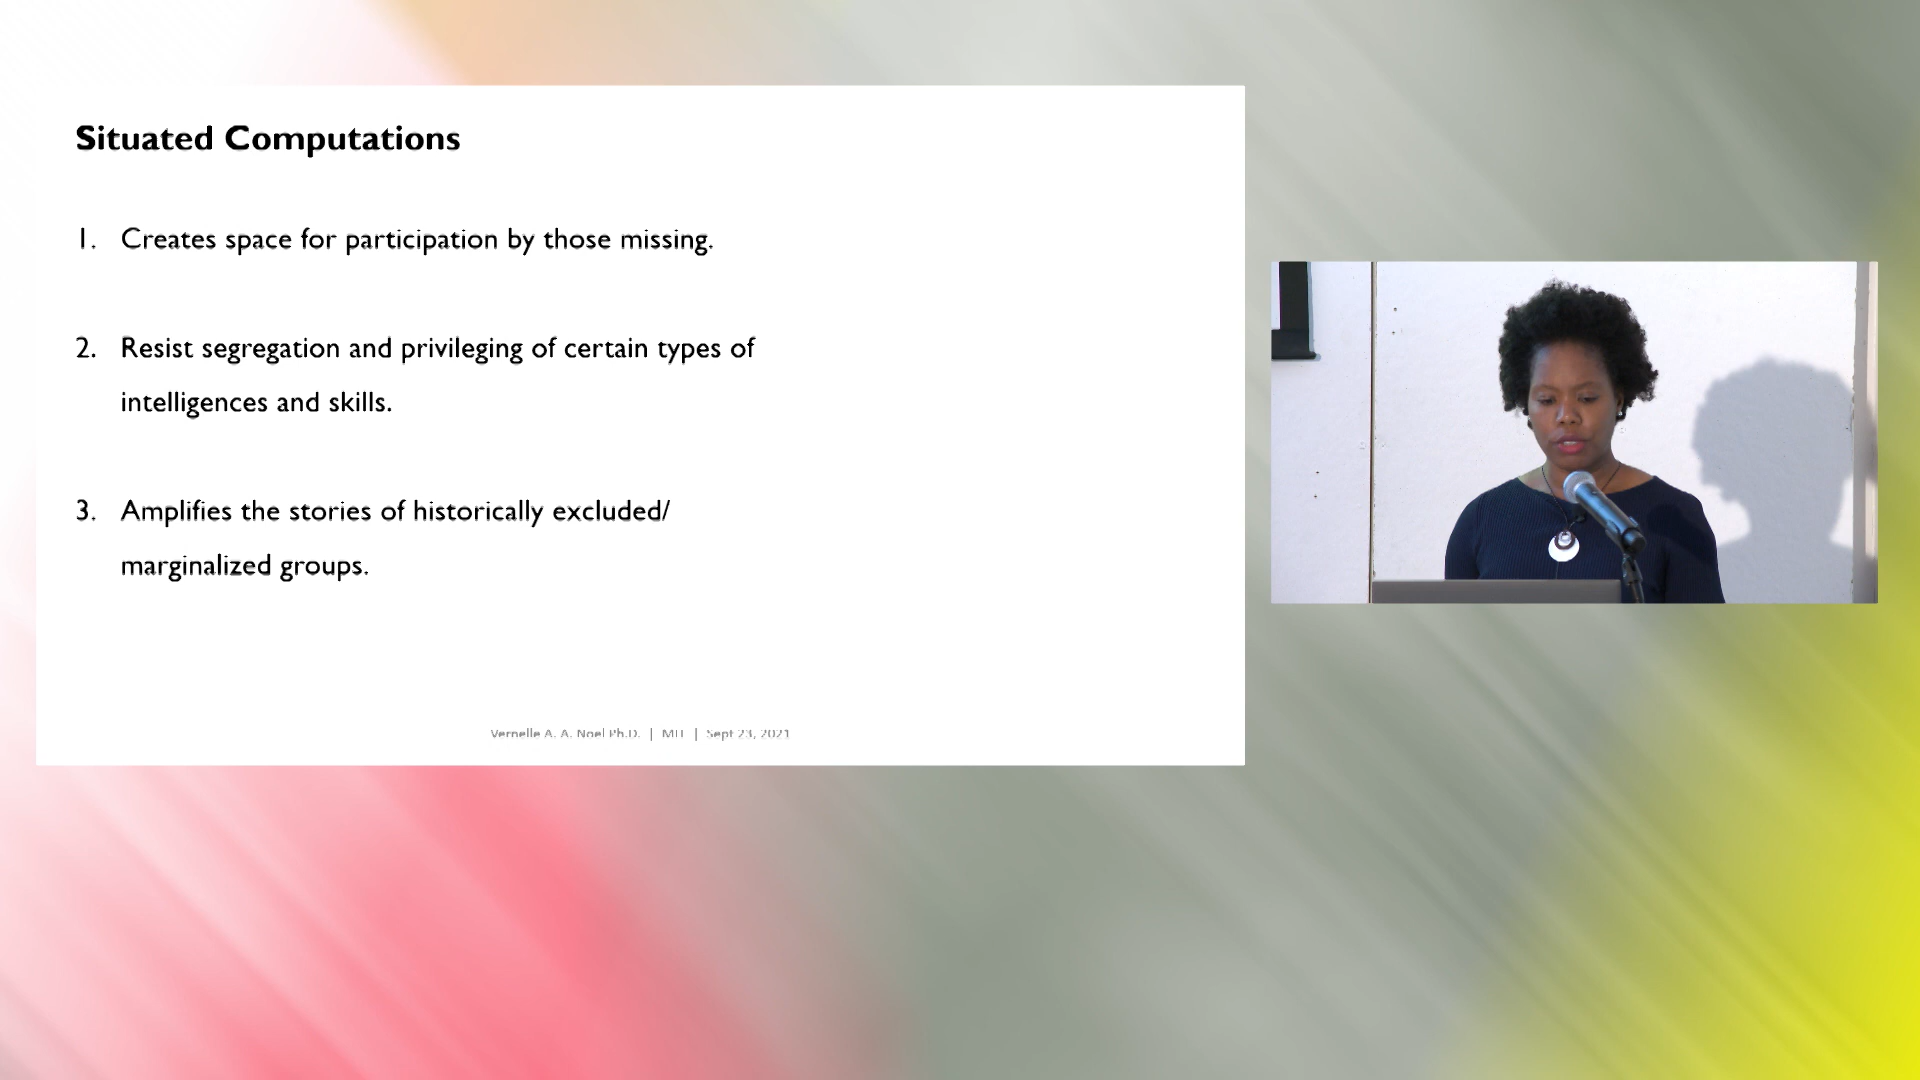 Situated Computations
1. Creates space for participation by those missing.
2. Resist segregation and privileging of certain types of
intelligences and skills.
3. Amplifies the stories of historically excluded/
marginalized groups.
Vernelle A. A. Noel Ph.D. | MIT | Sept 23, 2021